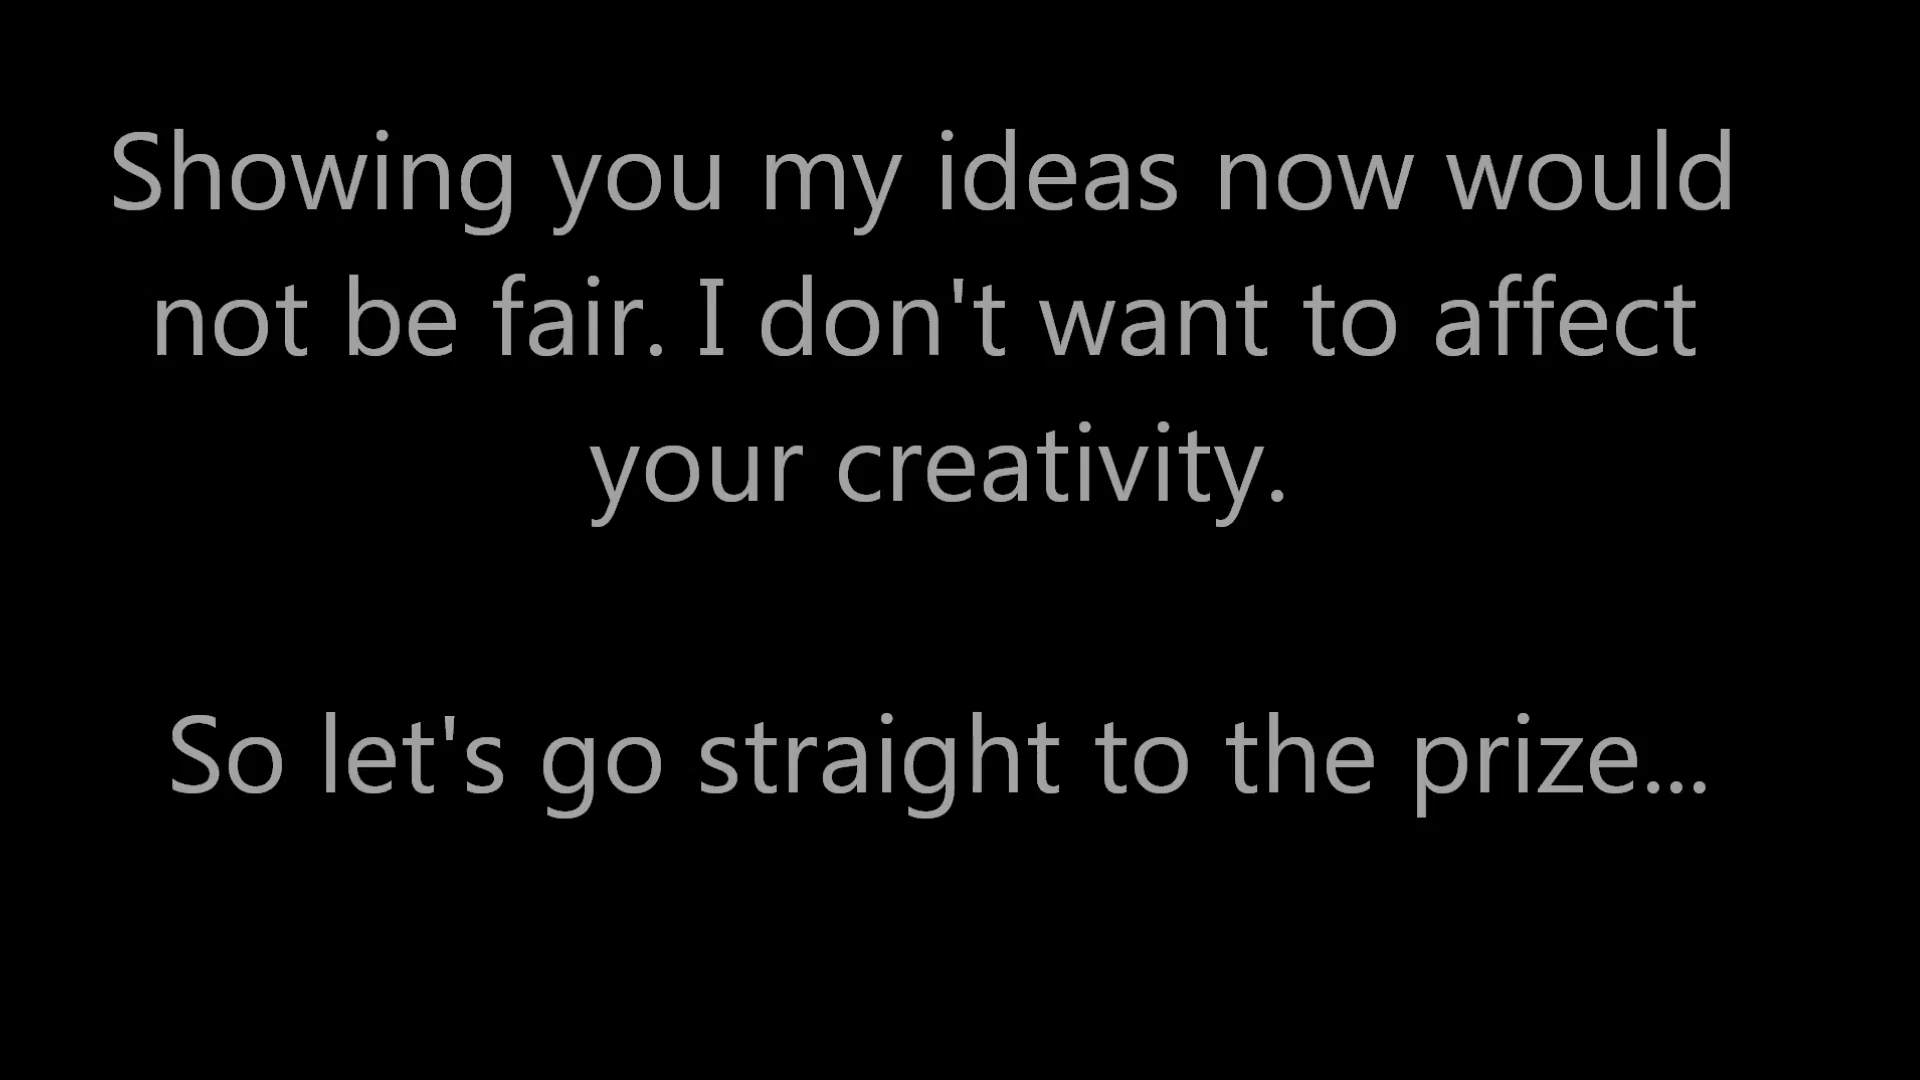 Showing you my ideas now would
not be fair. I don't want to affect
your creativity.
So let's go straight to the prize...